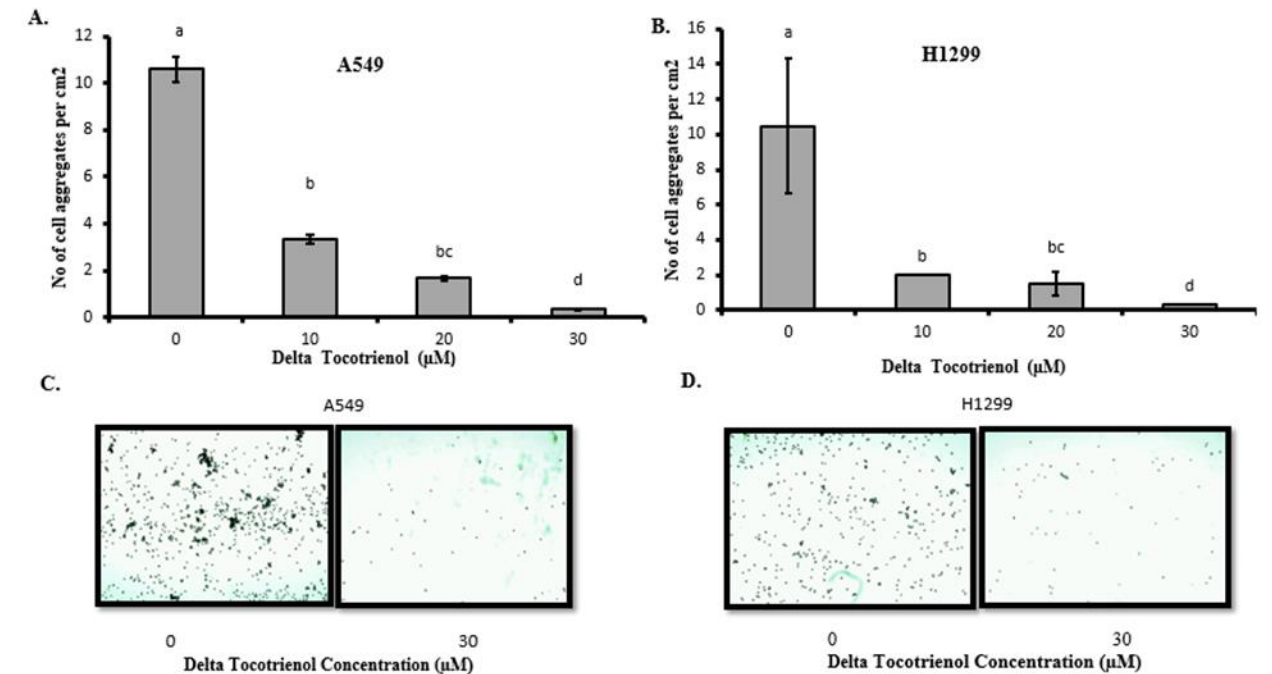 A.
No of cell aggregates per cm2
12
10
8
6
4
2
0
A549
a
b
bc
d
0 10 20 30
Delta Tocotrienol (µM)
B.
No of cell aggregates per cm2
16
14
12
10
8
6
4
2
0
H1299
a
b
bc
d
0 10 20 30
Delta Tocotrienol (µM)
C.
A549
0 30
Delta Tocotrienol Concentration (µM)
D.
H1299
0 30
Delta Tocotrienol Concentration (µM)